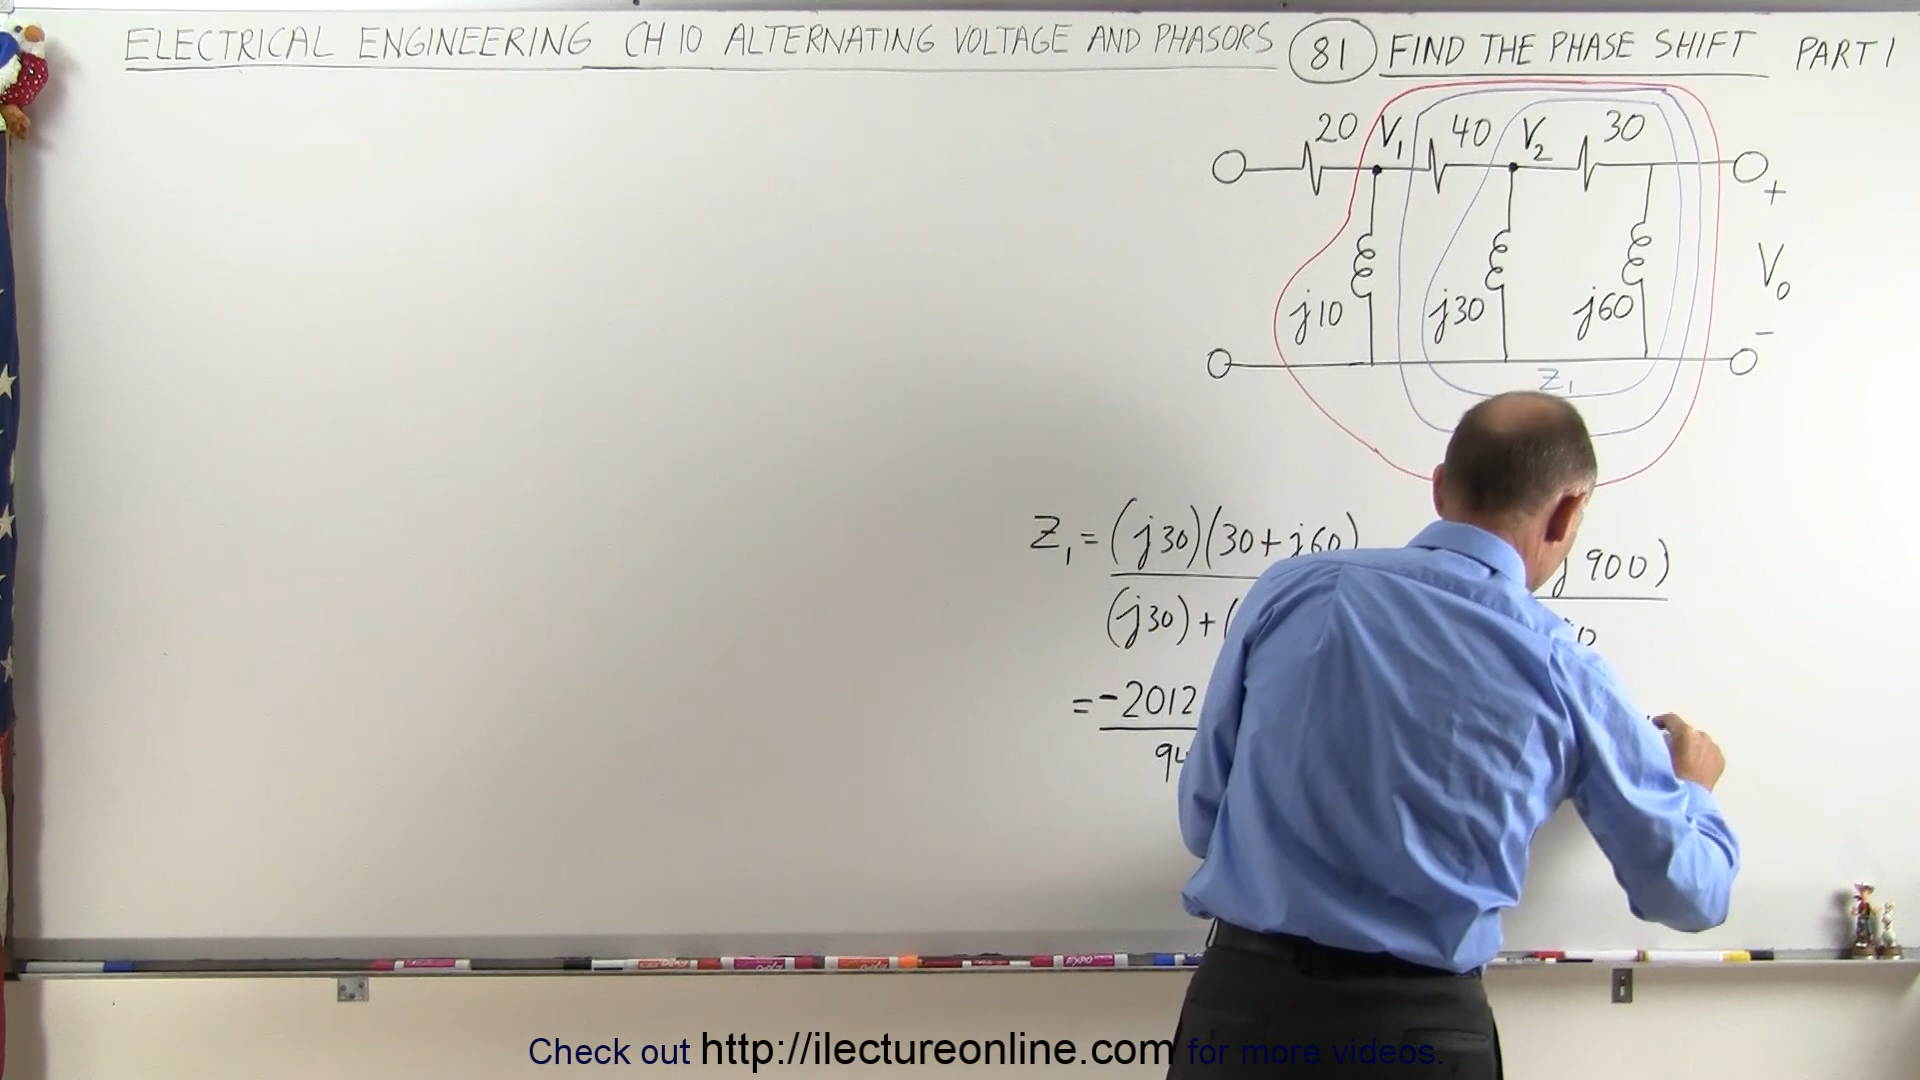 ELECTRICAL ENGINEERING CH 10 ALTERNATING VOLTAGE AND PHASORS 81 FIND THE PHASE SHIFT PART 1
20 V₁ 40 V₂ 30
+
j10 j30 j60 V₀
−
Z₁
Z₁ = (j30)(30+j60) 900)
(j30)+(
= -2012
94
Check out http://ilectureonline.com for more videos.